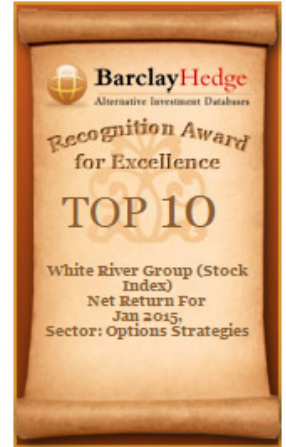 BarclayHedge
Alternative Investment Databases
Recognition Award
for Excellence
TOP 10
White River Group (Stock
Index)
Net Return For
Jan 2015,
Sector: Options Strategies